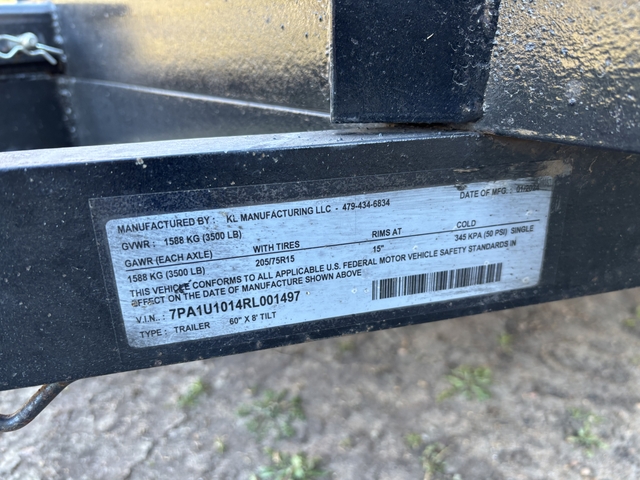 MANUFACTURED BY : KL MANUFACTURING LLC - 479-434-6834 DATE OF MFG. :
GVWR : 1588 KG (3500 LB)
GAWR (EACH AXLE) WITH TIRES RIMS AT COLD
1588 KG (3500 LB) 205/75R15 15" 345 KPA (50 PSI) SINGLE
THIS VEHICLE CONFORMS TO ALL APPLICABLE U.S. FEDERAL MOTOR VEHICLE SAFETY STANDARDS IN
EFFECT ON THE DATE OF MANUFACTURE SHOWN ABOVE
V.I.N.: 7PA1U1014RL001497
TYPE : TRAILER 60" X 8' TILT